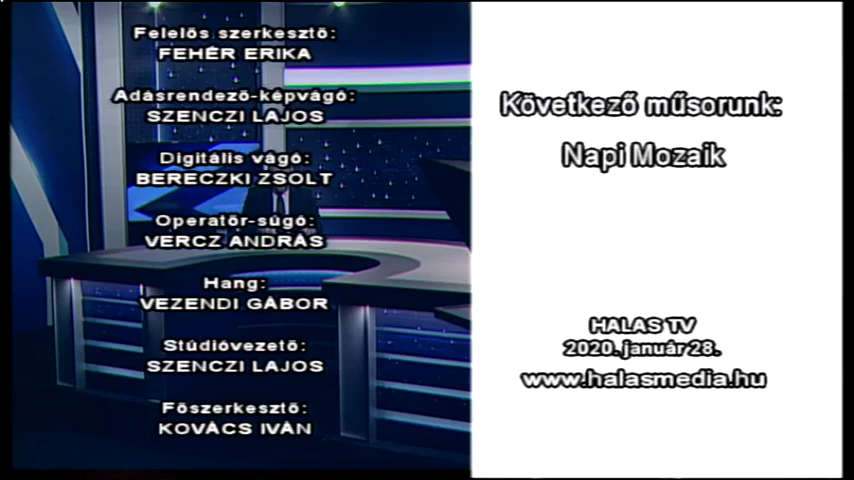 Felelős szerkesztő:
FEHÉR ERIKA
Adásrendező-képvágó:
SZENCZI LAJOS
Digitális vágó:
BERECZKI ZSOLT
Operatőr-súgó:
VERCZ ANDRÁS
Hang:
VEZENDI GÁBOR
Stúdióvezető:
SZENCZI LAJOS
Főszerkesztő:
KOVÁCS IVÁN
Következő műsorunk:
Napi Mozaik
HALAS TV
2020. január 28.
www.halasmedia.hu